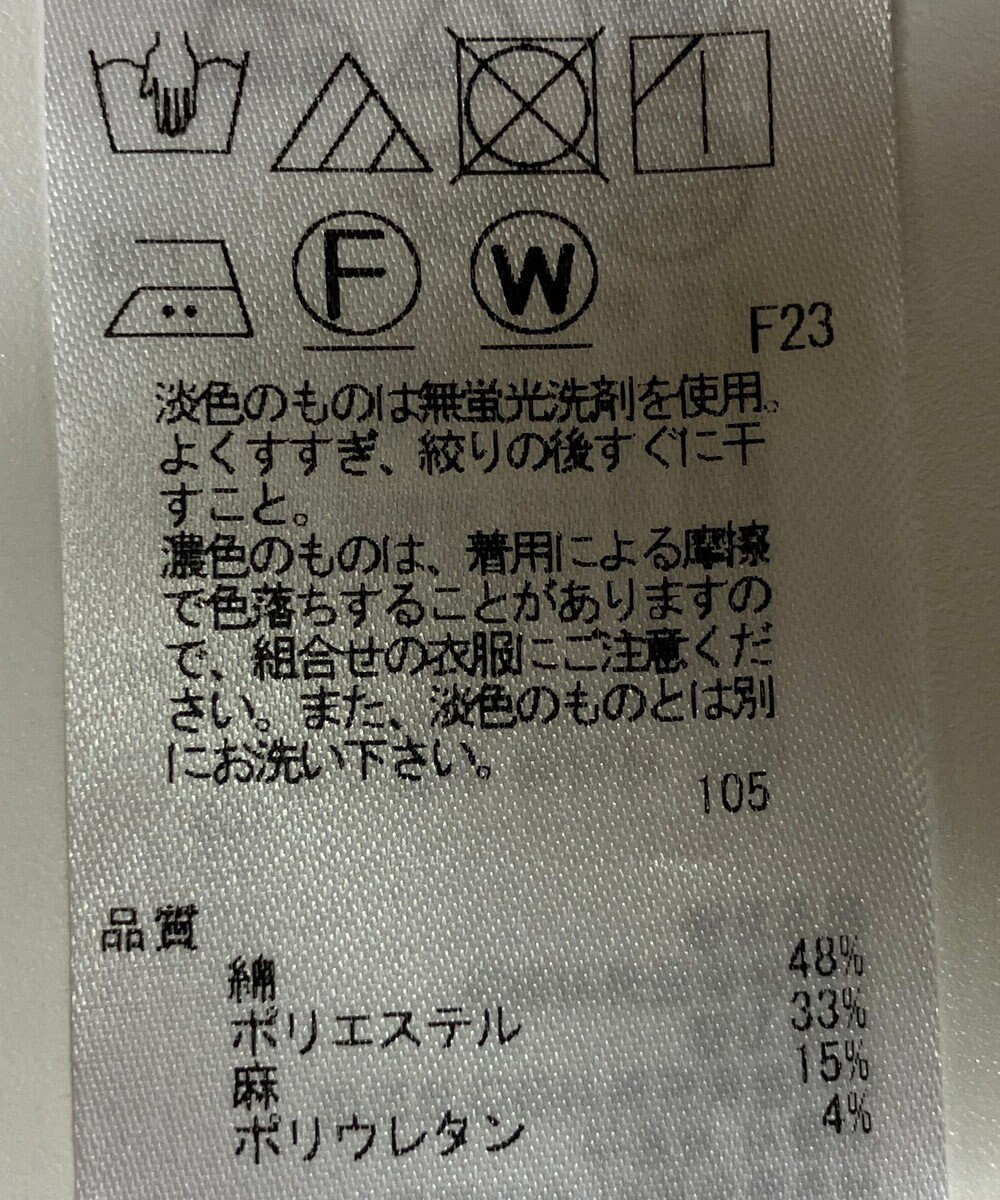 F
W
F23
淡色のものは無蛍光洗剤を使用。
よくすすぎ、絞りの後すぐに干
すこと。
濃色のものは、着用による摩擦
で色落ちすることがありますの
で、組合せの衣服にご注意くだ
さい。また、淡色のものとは別
にお洗い下さい。
105
品質
綿 48%
ポリエステル 33%
麻 15%
ポリウレタン 4%